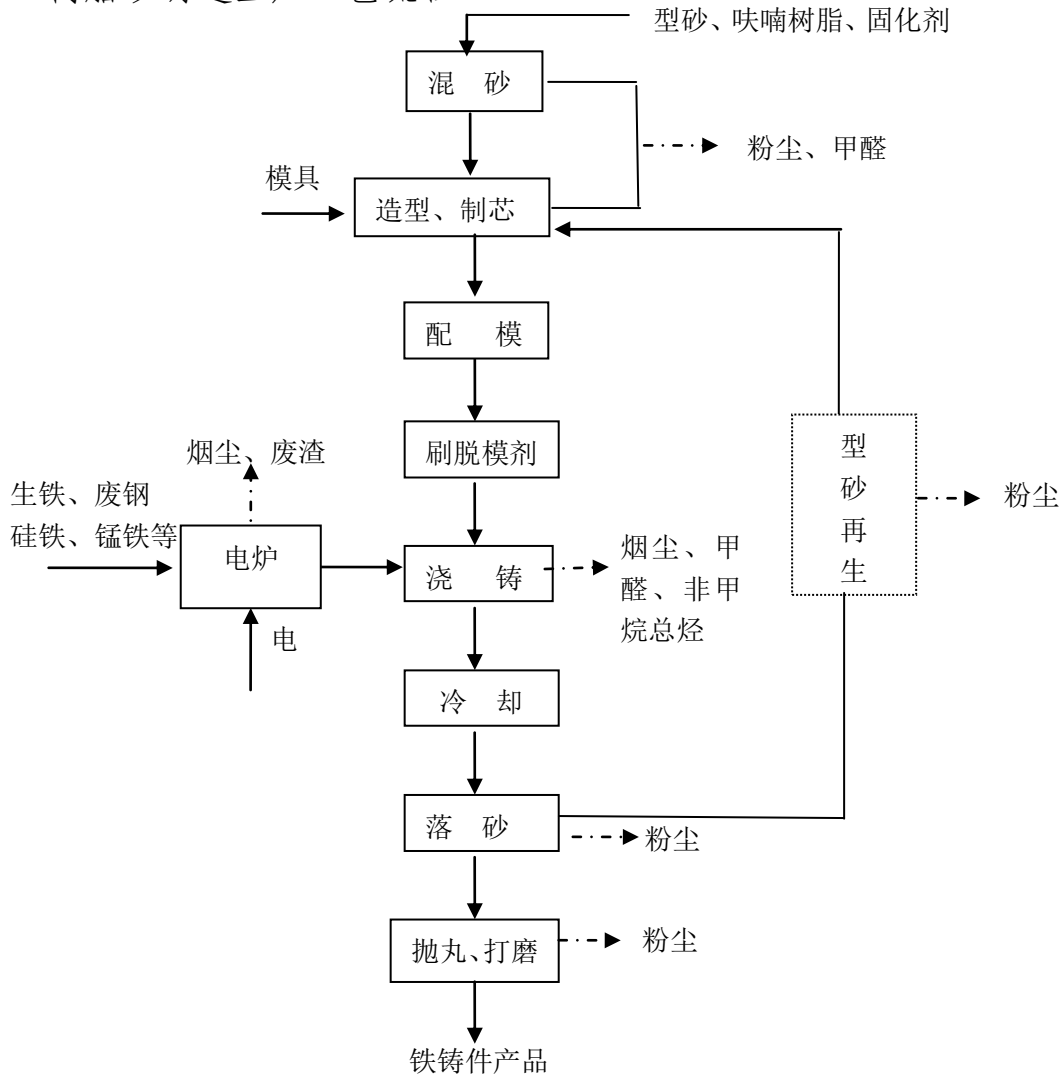 型砂、呋喃树脂、固化剂
混 砂
粉尘、甲醛
模具
造型、制芯
配 模
刷脱模剂
烟尘、废渣
生铁、废钢
硅铁、锰铁等
电炉
电
浇 铸
烟尘、甲
醛、非甲
烷总烃
型
砂
再
生
粉尘
冷 却
落 砂
粉尘
抛丸、打磨
粉尘
铁铸件产品